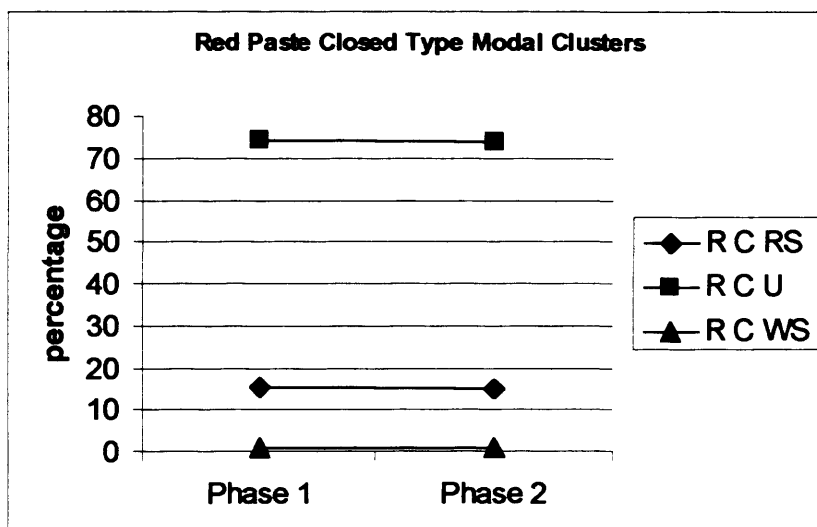 Red Paste Closed Type Modal Clusters
percentage
80
70
60
50
40
30
20
10
0
Phase 1 Phase 2
R C RS
R C U
R C WS